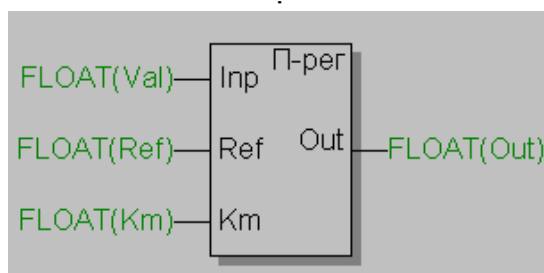 П-рег
FLOAT(Val) Inp
FLOAT(Ref) Ref Out FLOAT(Out)
FLOAT(Km) Km